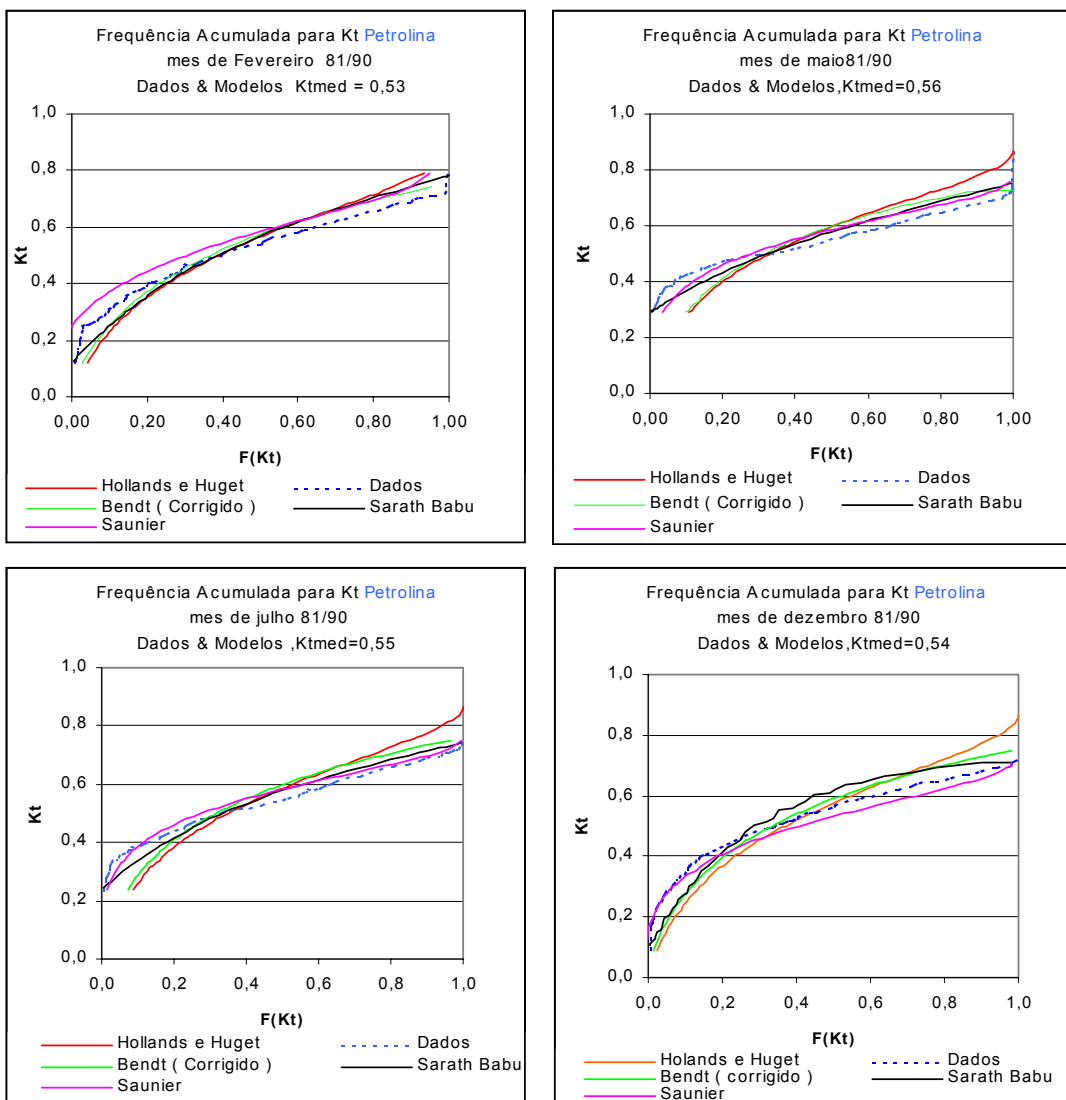 Frequência Acumulada para Kt Petrolina
mes de Fevereiro 81/90
Dados & Modelos Ktmed = 0,53
1,0
0,8
0,6
0,4
0,2
0,0
Kt
0,00 0,20 0,40 0,60 0,80 1,00
F(Kt)
Hollands e Huget
Dados
Bendt ( Corrigido )
Sarath Babu
Saunier
Frequência Acumulada para Kt Petrolina
mes de maio81/90
Dados & Modelos,Ktmed=0,56
1,0
0,8
0,6
0,4
0,2
0,0
Kt
0,00 0,20 0,40 0,60 0,80 1,00
F(Kt)
Hollands e Huget
Dados
Bendt ( Corrigido )
Sarath Babu
Saunier
Frequência Acumulada para Kt Petrolina
mes de julho 81/90
Dados & Modelos ,Ktmed=0,55
1,0
0,8
0,6
0,4
0,2
0,0
Kt
0,0 0,2 0,4 0,6 0,8 1,0
F(Kt)
Hollands e Huget
Dados
Bendt ( Corrigido )
Sarath Babu
Saunier
Frequência Acumulada para Kt Petrolina
mes de dezembro 81/90
Dados & Modelos,Ktmed=0,54
1,0
0,8
0,6
0,4
0,2
0,0
Kt
0,0 0,2 0,4 0,6 0,8 1,0
F(Kt)
Holands e Huget
Dados
Bendt ( corrigido )
Sarath Babu
Saunier